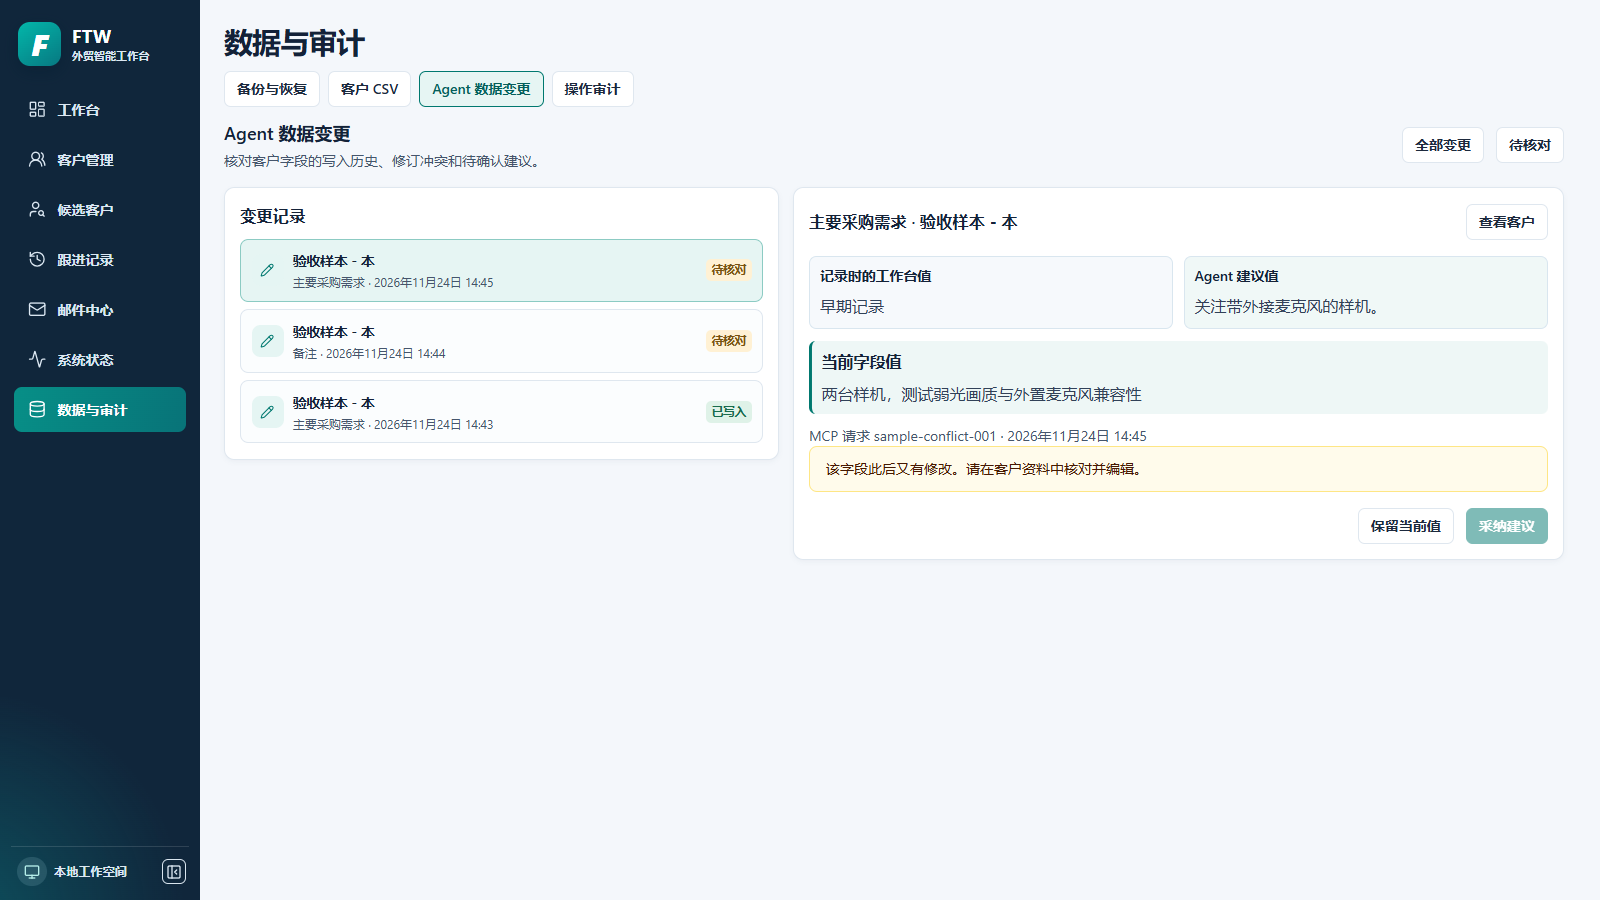 F
FTW
外贸智能工作台
工作台
客户管理
候选客户
跟进记录
邮件中心
系统状态
数据与审计
本地工作空间
数据与审计
备份与恢复
客户 CSV
Agent 数据变更
操作审计
Agent 数据变更
核对客户字段的写入历史、修订冲突和待确认建议。
全部变更
待核对
变更记录
验收样本 - 本
主要采购需求 · 2026年11月24日 14:45
待核对
验收样本 - 本
备注 · 2026年11月24日 14:44
待核对
验收样本 - 本
主要采购需求 · 2026年11月24日 14:43
已写入
主要采购需求 · 验收样本 - 本
查看客户
记录时的工作台值
早期记录
Agent 建议值
关注带外接麦克风的样机。
当前字段值
两台样机，测试弱光画质与外置麦克风兼容性
MCP 请求 sample-conflict-001 · 2026年11月24日 14:45
该字段此后又有修改。请在客户资料中核对并编辑。
保留当前值
采纳建议